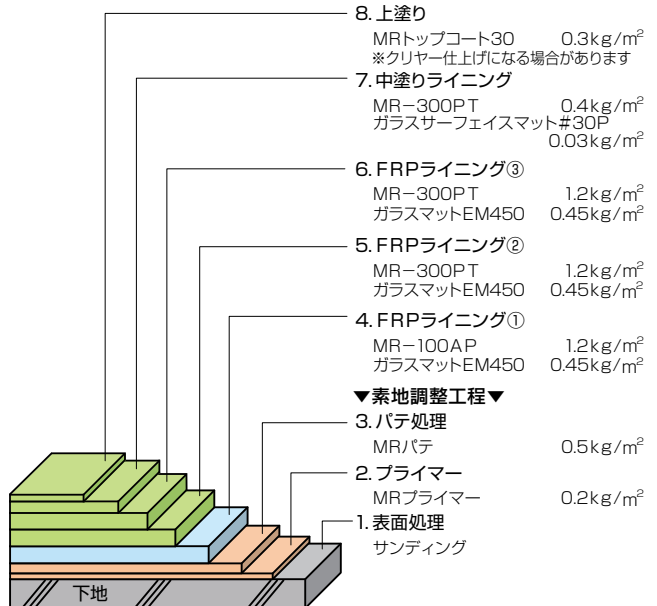 8. 上塗り
MRトップコート30 0.3kg/m²
※クリヤー仕上げになる場合があります
7. 中塗りライニング
MR−300PT 0.4kg/m²
ガラスサーフェイスマット#30P
0.03kg/m²
6. FRPライニング③
MR−300PT 1.2kg/m²
ガラスマットEM450 0.45kg/m²
5. FRPライニング②
MR−300PT 1.2kg/m²
ガラスマットEM450 0.45kg/m²
4. FRPライニング①
MR−100AP 1.2kg/m²
ガラスマットEM450 0.45kg/m²
▼素地調整工程▼
3. パテ処理
MRパテ 0.5kg/m²
2. プライマー
MRプライマー 0.2kg/m²
1. 表面処理
サンディング
下地